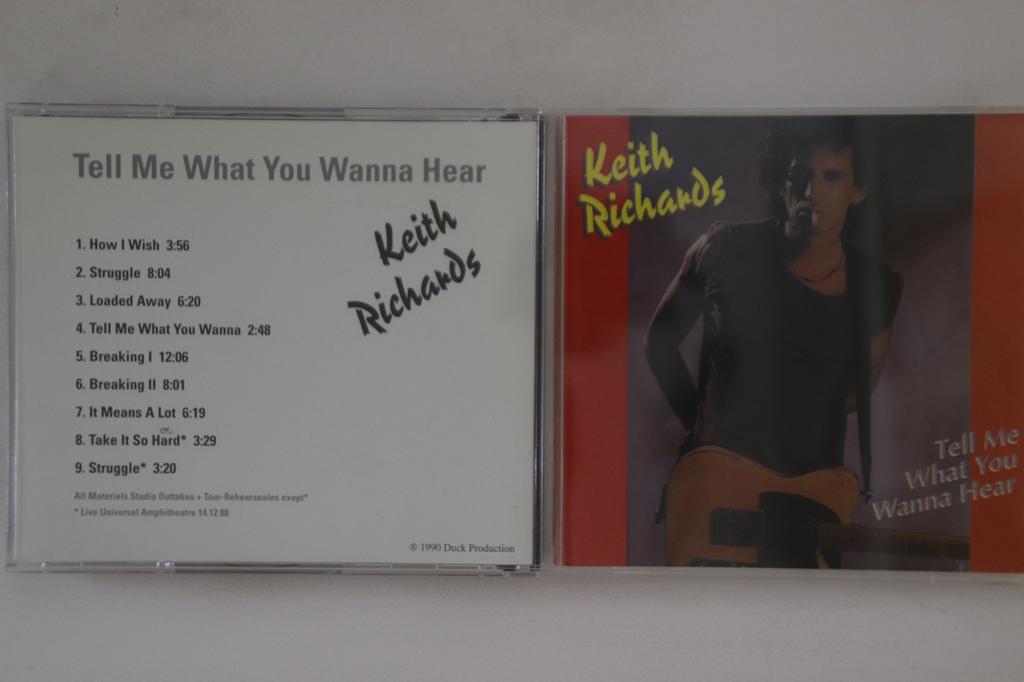 Tell Me What You Wanna Hear
Keith
Richards
1. How I Wish 3:56
2. Struggle 8:04
3. Loaded Away 6:20
4. Tell Me What You Wanna 2:48
5. Breaking I 12:06
6. Breaking II 8:01
7. It Means A Lot 6:19
8. Take It So Hard* 3:29
9. Struggle* 3:20
All Materials Studio Outtakes + Tour-Rehearseales exept*
* Live Universal Amphitheatre 14.12.88
® 1990 Duck Production
Keith
Richards
Tell Me
What You
Wanna Hear